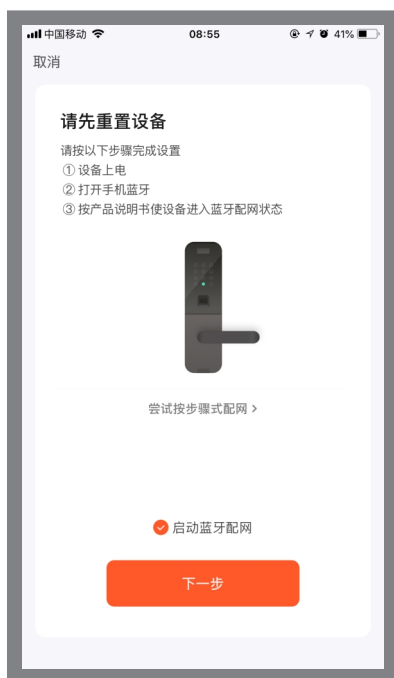 中国移动 08:55 41%
取消
请先重置设备
请按以下步骤完成设置
① 设备上电
② 打开手机蓝牙
③ 按产品说明书使设备进入蓝牙配网状态
尝试按步骤式配网 >
启动蓝牙配网
下一步